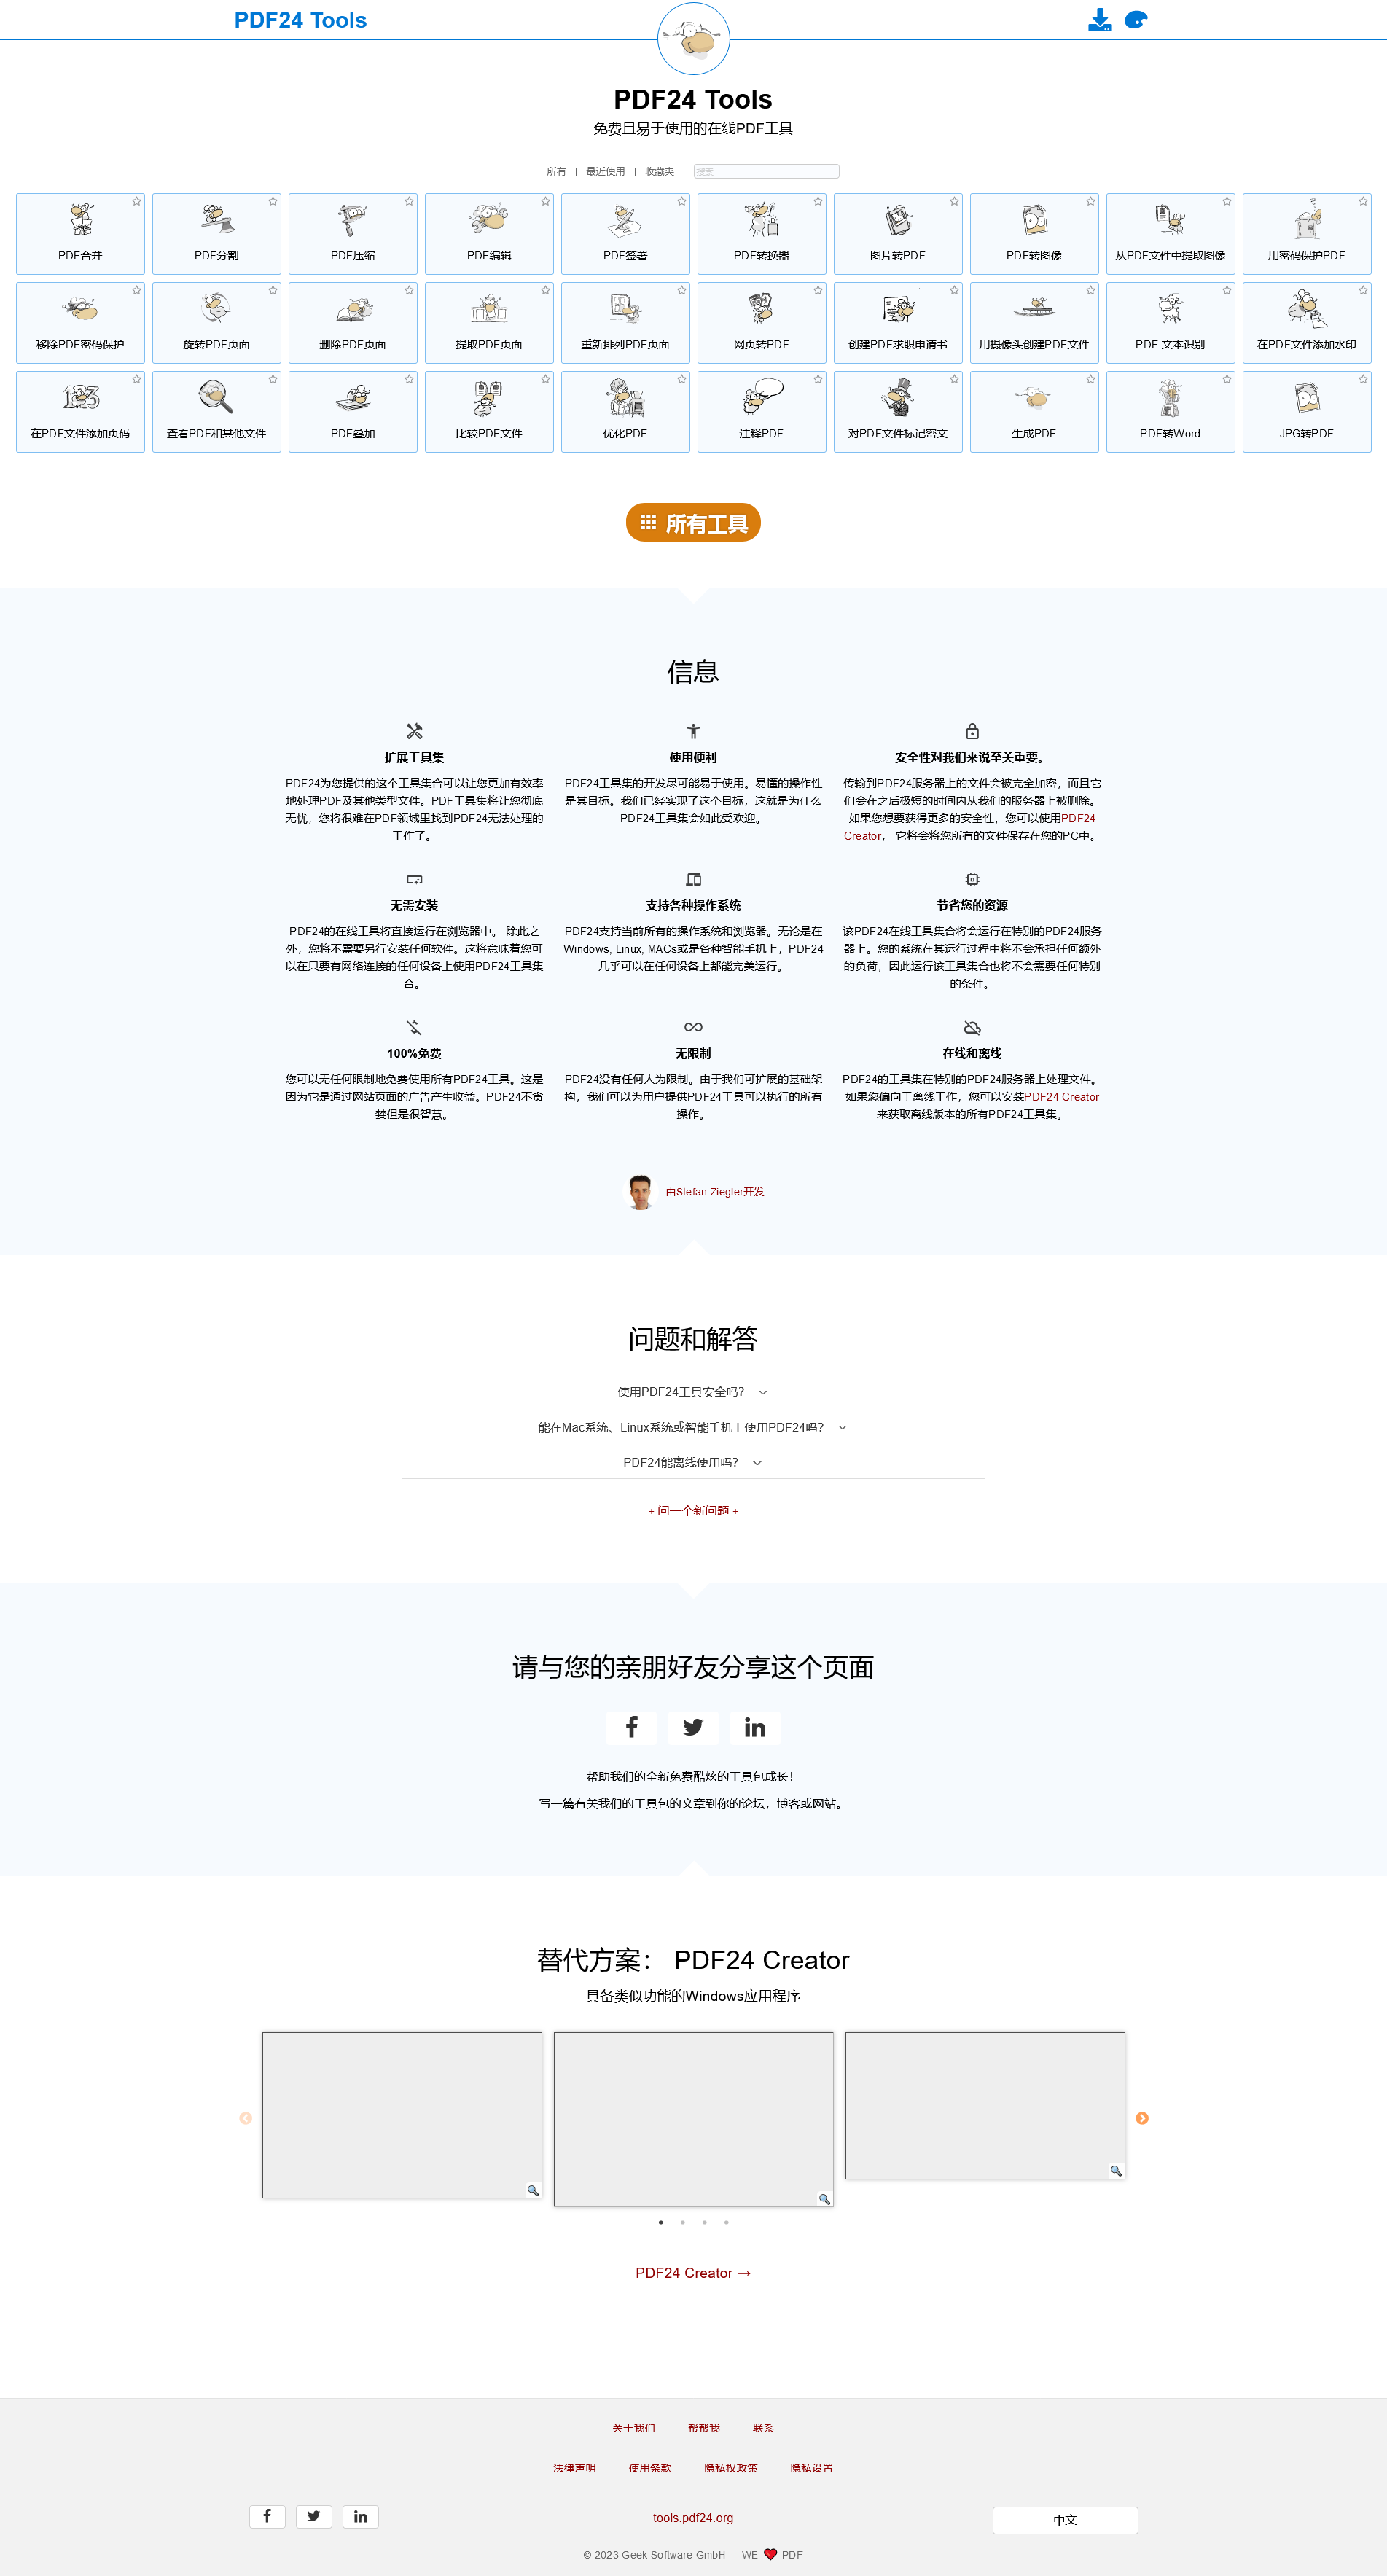 PDF24 Tools
PDF24 Tools
免费且易于使用的在线PDF工具
所有 | 最近使用 | 收藏夹 | 搜索
PDF合并 PDF分割 PDF压缩 PDF编辑 PDF签署 PDF转换器 图片转PDF PDF转图像 从PDF文件中提取图像 用密码保护PDF
移除PDF密码保护 旋转PDF页面 删除PDF页面 提取PDF页面 重新排列PDF页面 网页转PDF 创建PDF求职申请书 用摄像头创建PDF文件 PDF 文本识别 在PDF文件添加水印
在PDF文件添加页码 查看PDF和其他文件 PDF叠加 比较PDF文件 优化PDF 注释PDF 对PDF文件标记密文 生成PDF PDF转Word JPG转PDF
所有工具
信息
扩展工具集
PDF24为您提供的这个工具集合可以让您更加有效率
地处理PDF及其他类型文件。PDF工具集将让您彻底
无忧，您将很难在PDF领域里找到PDF24无法处理的
工作了。
使用便利
PDF24工具集的开发尽可能易于使用。易懂的操作性
是其目标。我们已经实现了这个目标，这就是为什么
PDF24工具集会如此受欢迎。
安全性对我们来说至关重要。
传输到PDF24服务器上的文件会被完全加密，而且它
们会在之后极短的时间内从我们的服务器上被删除。
如果您想要获得更多的安全性，您可以使用PDF24
Creator， 它将会将您所有的文件保存在您的PC中。
无需安装
PDF24的在线工具将直接运行在浏览器中。 除此之
外，您将不需要另行安装任何软件。这将意味着您可
以在只要有网络连接的任何设备上使用PDF24工具集
合。
支持各种操作系统
PDF24支持当前所有的操作系统和浏览器。无论是在
Windows, Linux, MACs或是各种智能手机上，PDF24
几乎可以在任何设备上都能完美运行。
节省您的资源
该PDF24在线工具集合将会运行在特别的PDF24服务
器上。您的系统在其运行过程中将不会承担任何额外
的负荷，因此运行该工具集合也将不会需要任何特别
的条件。
100%免费
您可以无任何限制地免费使用所有PDF24工具。这是
因为它是通过网站页面的广告产生收益。PDF24不贪
婪但是很智慧。
无限制
PDF24没有任何人为限制。由于我们可扩展的基础架
构，我们可以为用户提供PDF24工具可以执行的所有
操作。
在线和离线
PDF24的工具集在特别的PDF24服务器上处理文件。
如果您偏向于离线工作，您可以安装PDF24 Creator
来获取离线版本的所有PDF24工具集。
由Stefan Ziegler开发
问题和解答
使用PDF24工具安全吗？
能在Mac系统、Linux系统或智能手机上使用PDF24吗？
PDF24能离线使用吗？
+ 问一个新问题 +
请与您的亲朋好友分享这个页面
帮助我们的全新免费酷炫的工具包成长！
写一篇有关我们的工具包的文章到你的论坛，博客或网站。
替代方案： PDF24 Creator
具备类似功能的Windows应用程序
PDF24 Creator →
关于我们 帮帮我 联系
法律声明 使用条款 隐私权政策 隐私设置
tools.pdf24.org
中文
© 2023 Geek Software GmbH — WE ❤ PDF